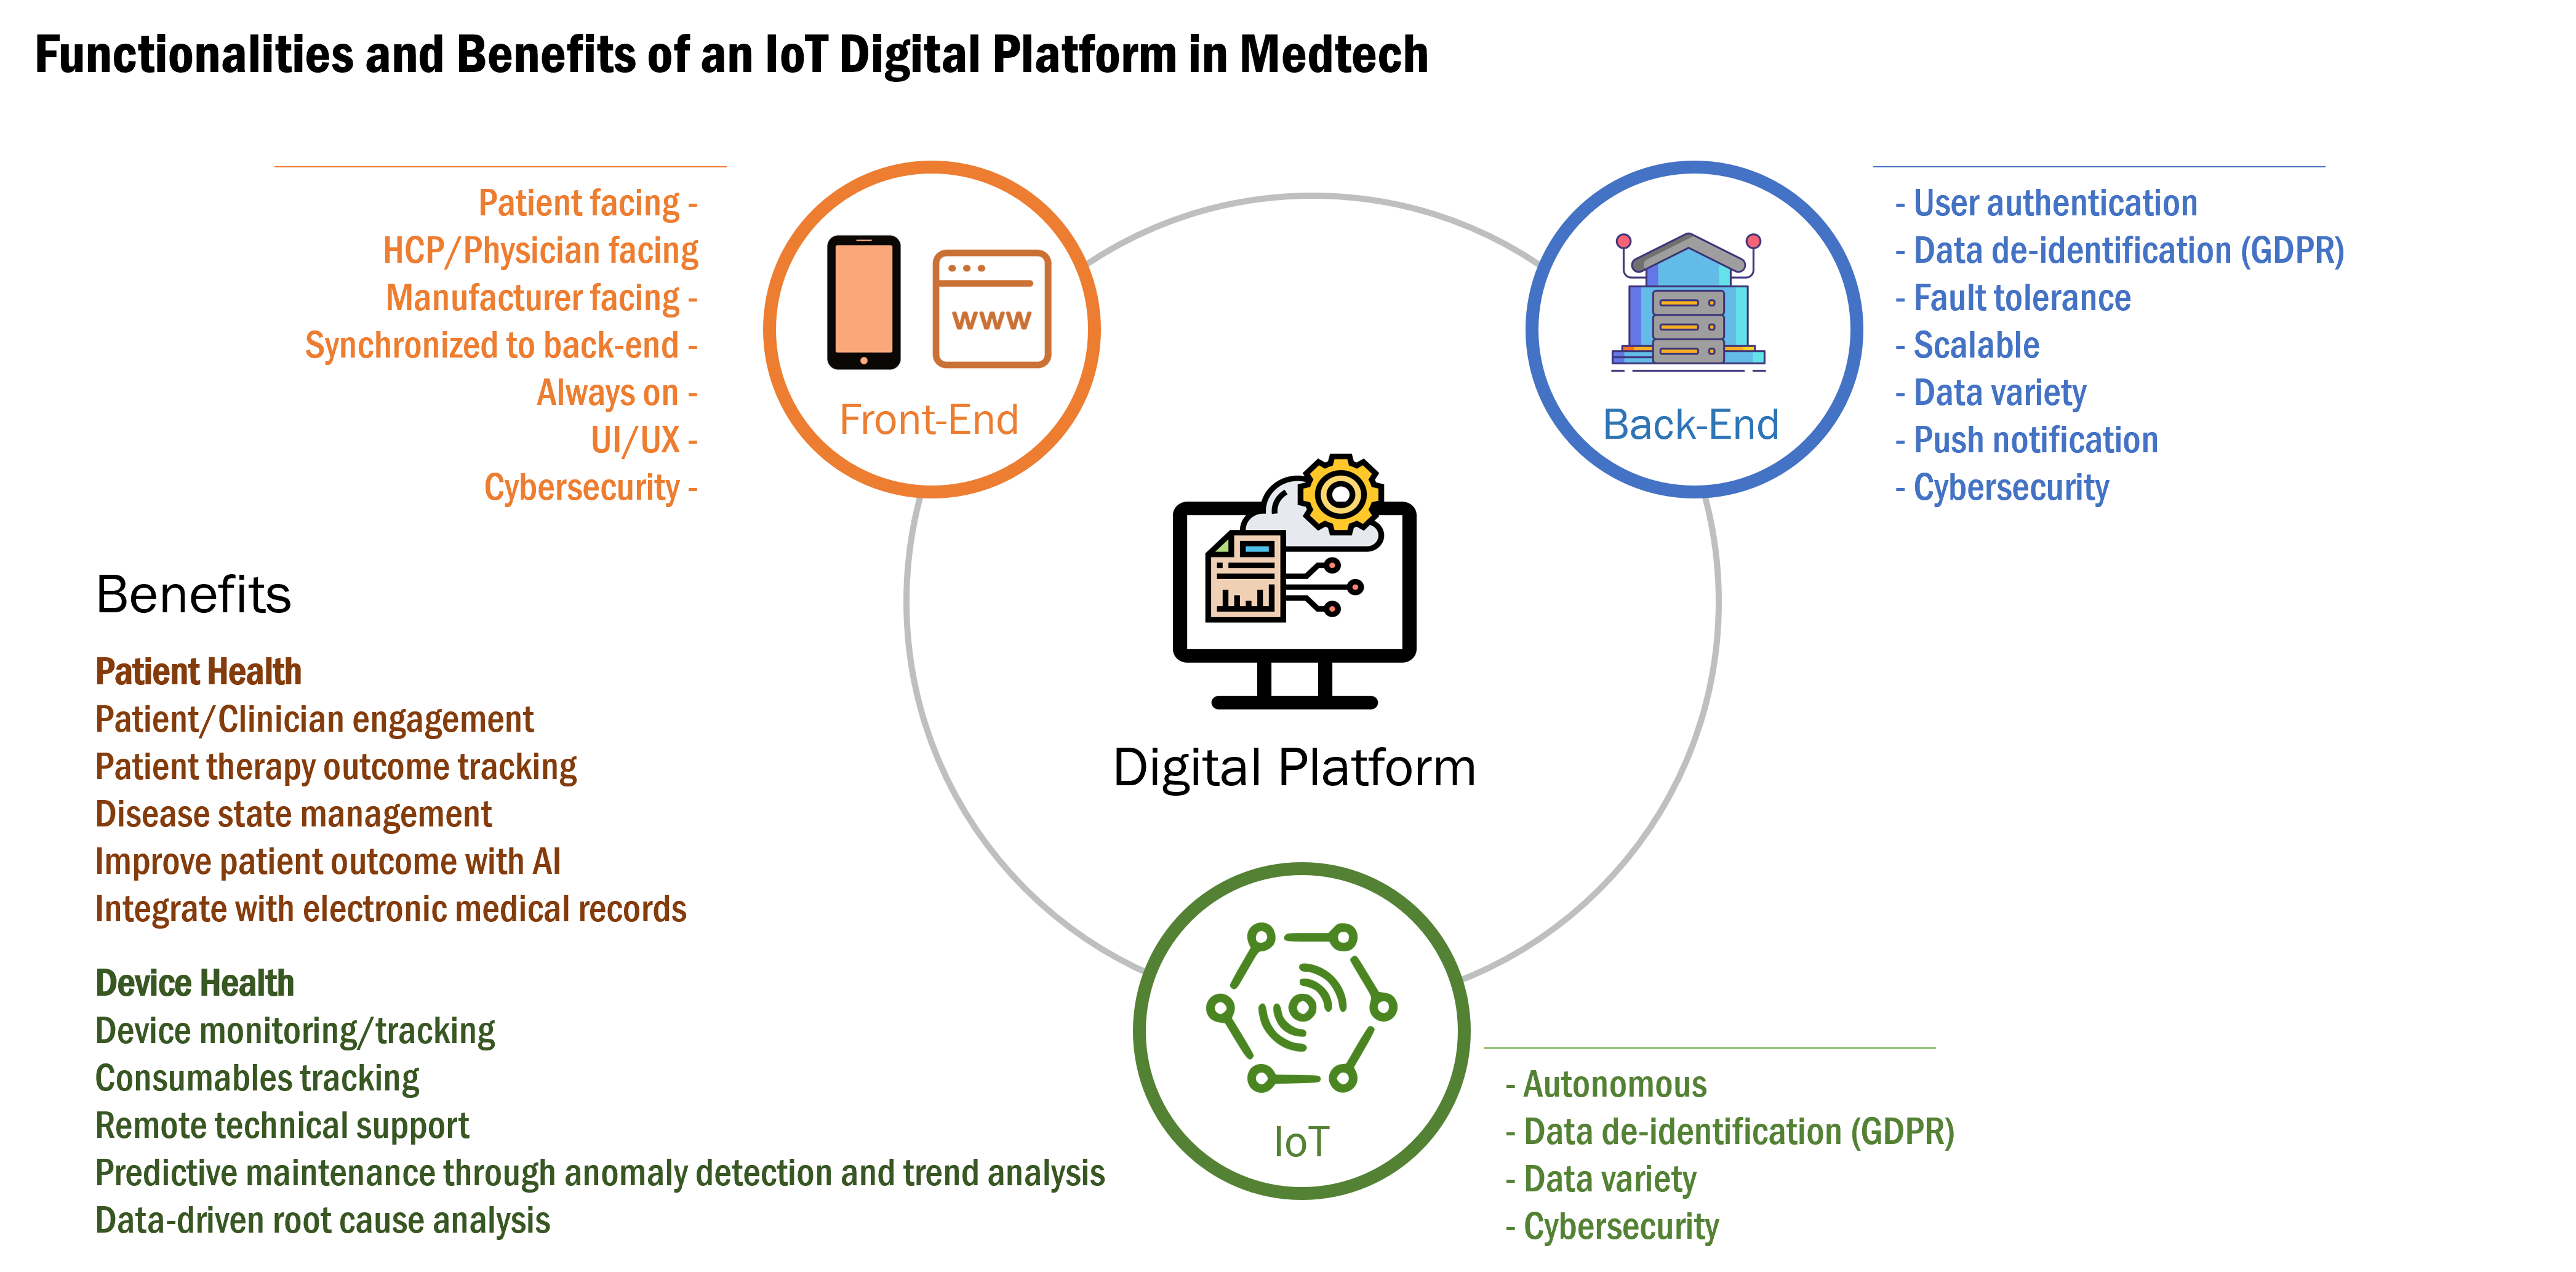 Functionalities and Benefits of an IoT Digital Platform in Medtech
Patient facing -
HCP/Physician facing
Manufacturer facing -
Synchronized to back-end -
Always on -
UI/UX -
Cybersecurity -
www
Front-End
Back-End
- User authentication
- Data de-identification (GDPR)
- Fault tolerance
- Scalable
- Data variety
- Push notification
- Cybersecurity
Digital Platform
Benefits
Patient Health
Patient/Clinician engagement
Patient therapy outcome tracking
Disease state management
Improve patient outcome with AI
Integrate with electronic medical records
Device Health
Device monitoring/tracking
Consumables tracking
Remote technical support
Predictive maintenance through anomaly detection and trend analysis
Data-driven root cause analysis
IoT
- Autonomous
- Data de-identification (GDPR)
- Data variety
- Cybersecurity